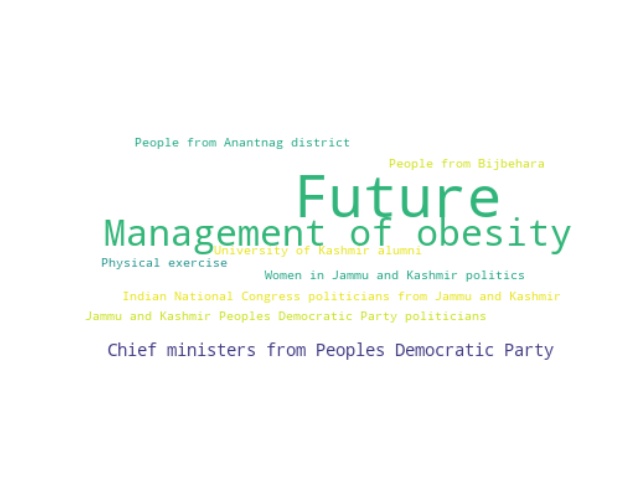 People from Anantnag district
People from Bijbehara
Future
Management of obesity
University of Kashmir alumni
Physical exercise
Women in Jammu and Kashmir politics
Indian National Congress politicians from Jammu and Kashmir
Jammu and Kashmir Peoples Democratic Party politicians
Chief ministers from Peoples Democratic Party